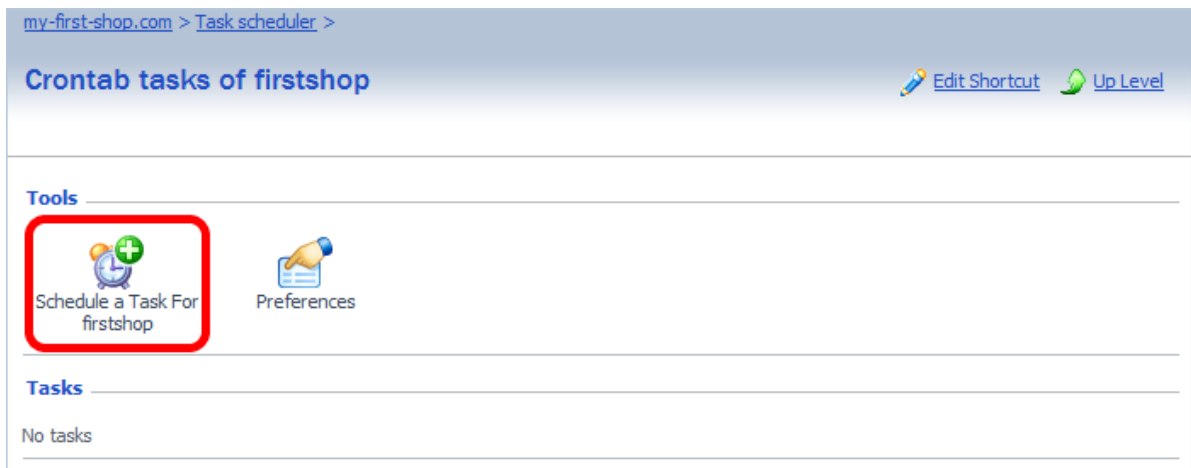 my-first-shop.com > Task scheduler >
Crontab tasks of firstshop
Edit Shortcut
Up Level
Tools
Schedule a Task For
firstshop
Preferences
Tasks
No tasks